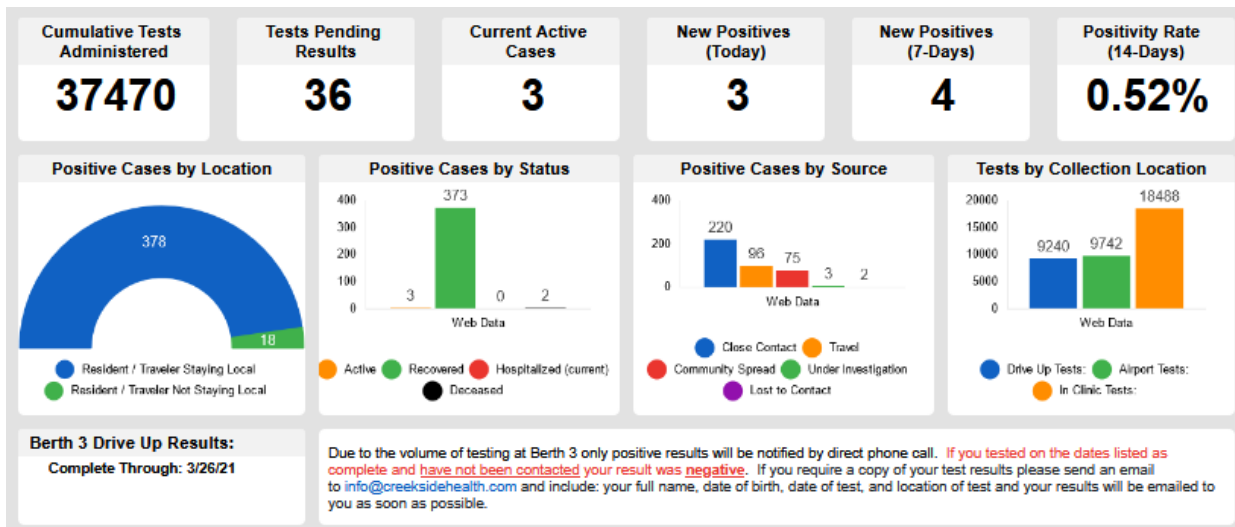 Cumulative Tests
Administered
37470
Tests Pending
Results
36
Current Active
Cases
3
New Positives
(Today)
3
New Positives
(7-Days)
4
Positivity Rate
(14-Days)
0.52%
Positive Cases by Location
378
18
Resident / Traveler Staying Local
Resident / Traveler Not Staying Local
Positive Cases by Status
400
300
200
100
0
3
373
0
2
Web Data
Active Recovered Hospitalized (current)
Deceased
Positive Cases by Source
400
200
0
220
96
75
3
2
Web Data
Close Contact Travel
Community Spread Under Investigation
Lost to Contact
Tests by Collection Location
20000
15000
10000
5000
0
9240
9742
18488
Web Data
Drive Up Tests: Airport Tests:
In Clinic Tests:
Berth 3 Drive Up Results:
Complete Through: 3/26/21
Due to the volume of testing at Berth 3 only positive results will be notified by direct phone call. If you tested on the dates listed as
complete and have not been contacted your result was negative. If you require a copy of your test results please send an email
to info@creeksidehealth.com and include: your full name, date of birth, date of test, and location of test and your results will be emailed to
you as soon as possible.